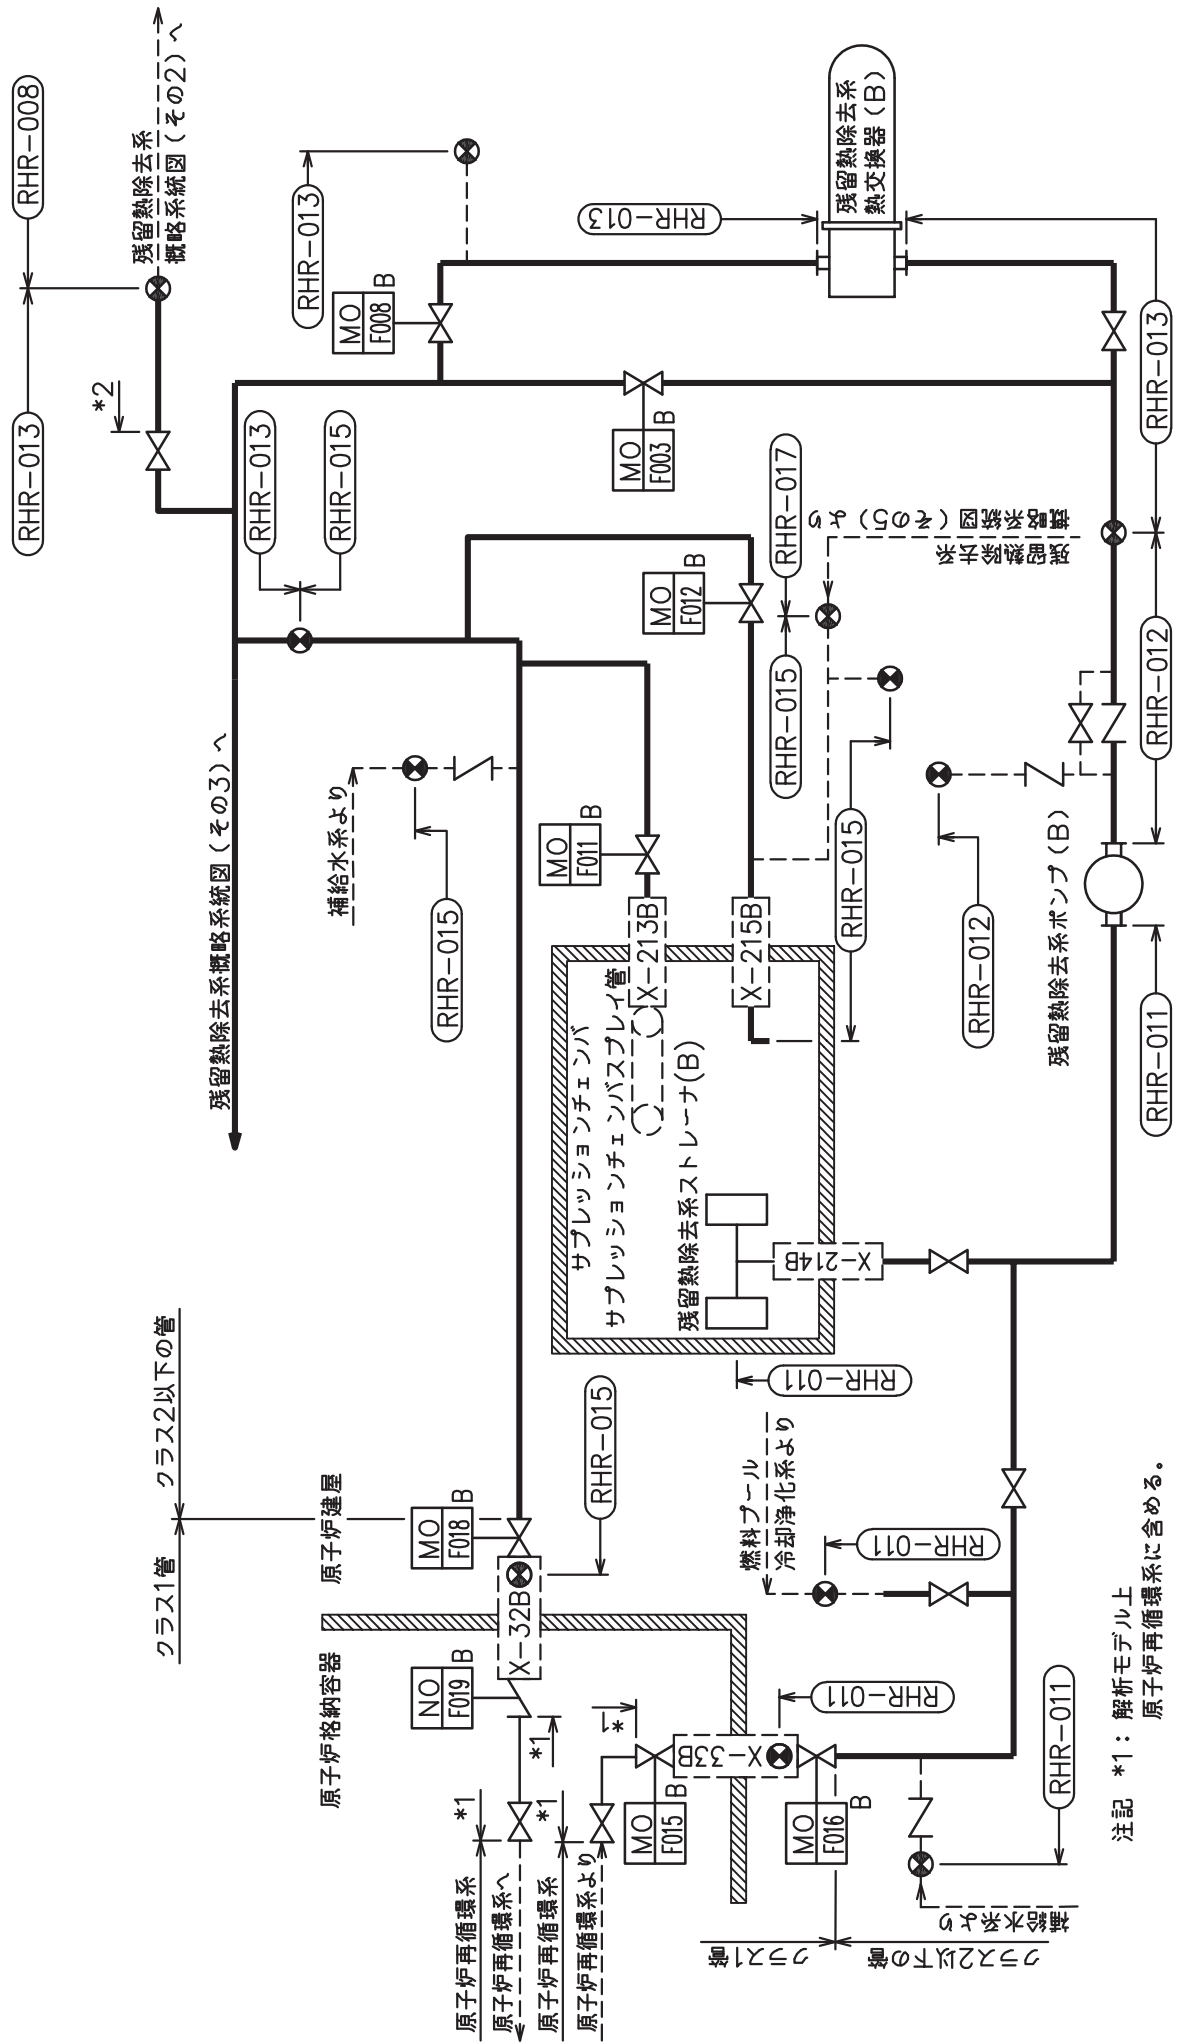 RHR-008
RHR-013
残留熱除去系
概略系統図（その2）へ
*2
RHR-013
MO
F008
B
残留熱除去系
熱交換器（B）
RHR-013
RHR-013
RHR-013
RHR-015
MO
F003
B
残留熱除去系概略系統図（その3）へ
補給水系より
RHR-015
MO
F012
B
RHR-017
RHR-015
残留熱除去系
概略系統図（その5）より
RHR-015
MO
F011
B
X-213B
X-215B
RHR-012
RHR-012
残留熱除去系ポンプ（B）
RHR-011
サプレッションチェンバ
サプレッションチェンバスプレイ管
残留熱除去系ストレーナ(B)
X-214B
RHR-011
クラス1管
クラス2以下の管
原子炉建屋
原子炉格納容器
MO
F018
B
X-32B
RHR-015
NO
F019
B
*1
原子炉再循環系
*1
原子炉再循環系へ
原子炉再循環系
*1
原子炉再循環系より
*1
MO
F015
B
X-33B
RHR-011
MO
F016
B
燃料プール
冷却浄化系より
RHR-011
補給水系より
RHR-011
クラス1管
クラス2以下の管
注記　*1：解析モデル上
原子炉再循環系に含める。